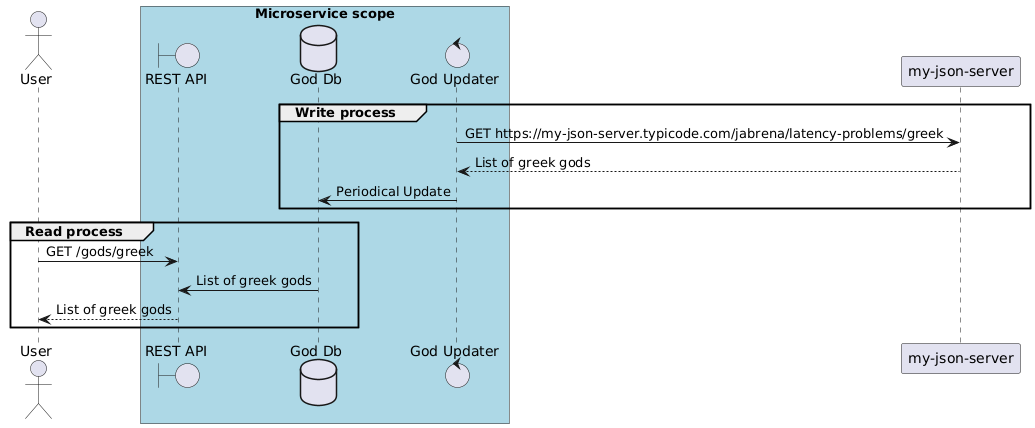 Microservice scope
User
REST API
God Db
God Updater
my-json-server
Write process
GET https://my-json-server.typicode.com/jabrena/latency-problems/greek
List of greek gods
Periodical Update
Read process
GET /gods/greek
List of greek gods
List of greek gods
User
REST API
God Db
God Updater
my-json-server